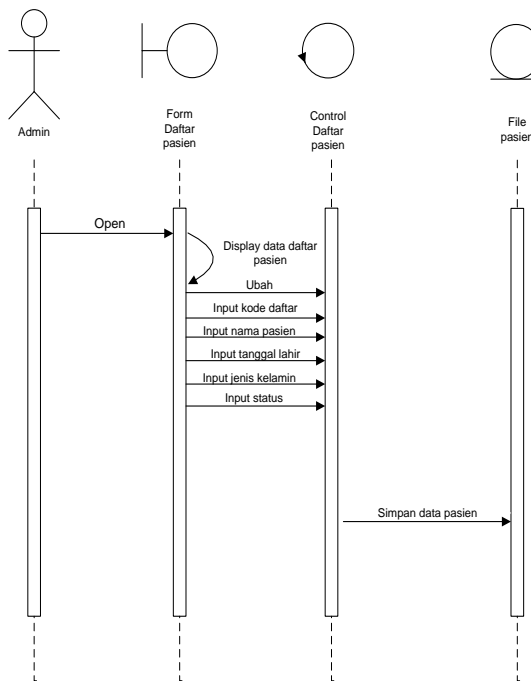 Admin
Form
Daftar
pasien
Control
Daftar
pasien
File
pasien
Open
Display data daftar
pasien
Ubah
Input kode daftar
Input nama pasien
Input tanggal lahir
Input jenis kelamin
Input status
Simpan data pasien